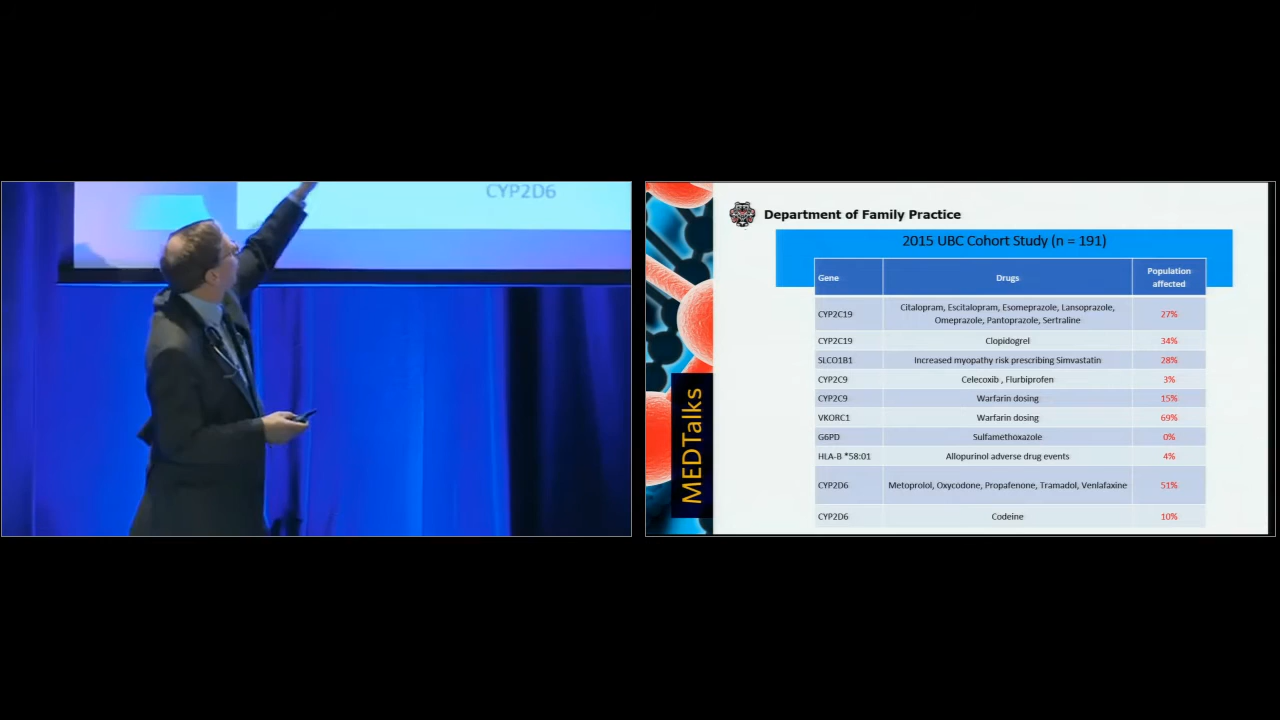 CYP2D6
Department of Family Practice
2015 UBC Cohort Study (n = 191)
Gene Drugs Population affected
CYP2C19 Citalopram, Escitalopram, Esomeprazole, Lansoprazole,
Omeprazole, Pantoprazole, Sertraline 27%
CYP2C19 Clopidogrel 34%
SLCO1B1 Increased myopathy risk prescribing Simvastatin 28%
CYP2C9 Celecoxib , Flurbiprofen 3%
CYP2C9 Warfarin dosing 15%
VKORC1 Warfarin dosing 69%
G6PD Sulfamethoxazole 0%
HLA-B *58:01 Allopurinol adverse drug events 4%
CYP2D6 Metoprolol, Oxycodone, Propafenone, Tramadol, Venlafaxine 51%
CYP2D6 Codeine 10%
MEDTalks